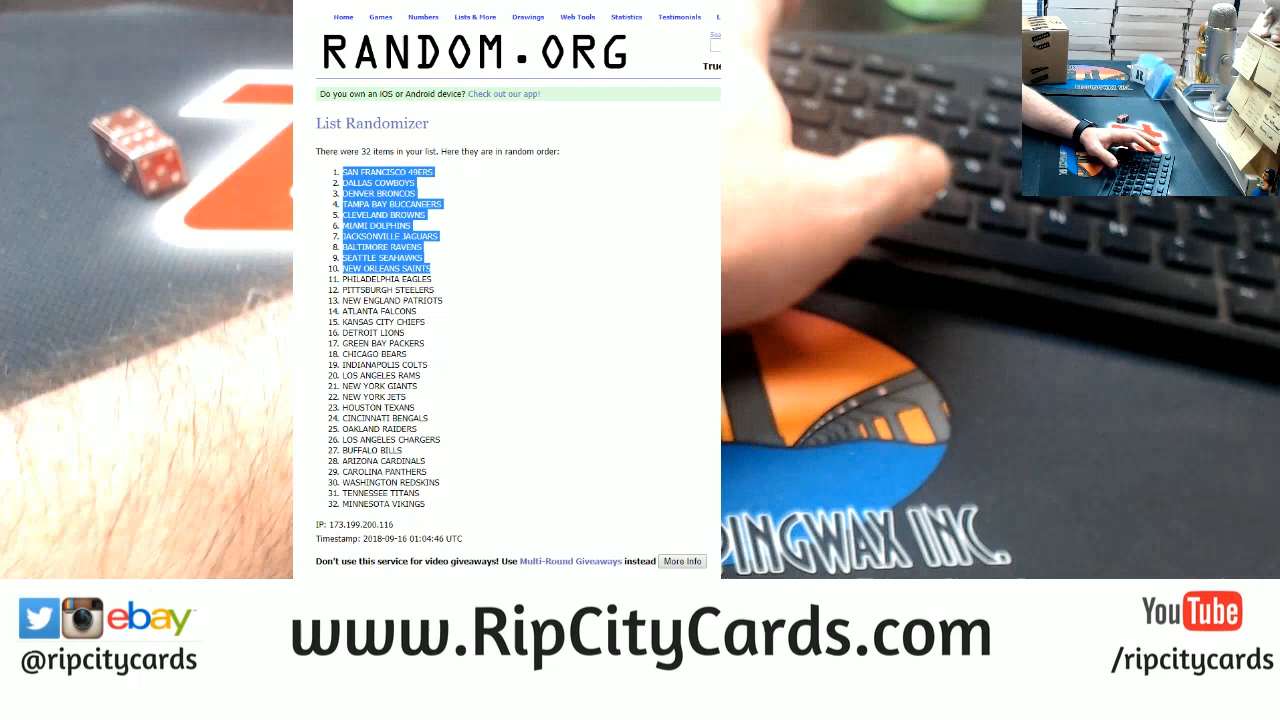 Home Games Numbers Lists & More Drawings Web Tools Statistics Testimonials
RANDOM.ORG
True
Do you own an iOS or Android device? Check out our app!
List Randomizer
There were 32 items in your list. Here they are in random order:
1. SAN FRANCISCO 49ERS
2. DALLAS COWBOYS
3. DENVER BRONCOS
4. TAMPA BAY BUCCANEERS
5. CLEVELAND BROWNS
6. MIAMI DOLPHINS
7. JACKSONVILLE JAGUARS
8. BALTIMORE RAVENS
9. SEATTLE SEAHAWKS
10. NEW ORLEANS SAINTS
11. PHILADELPHIA EAGLES
12. PITTSBURGH STEELERS
13. NEW ENGLAND PATRIOTS
14. ATLANTA FALCONS
15. KANSAS CITY CHIEFS
16. DETROIT LIONS
17. GREEN BAY PACKERS
18. CHICAGO BEARS
19. INDIANAPOLIS COLTS
20. LOS ANGELES RAMS
21. NEW YORK GIANTS
22. NEW YORK JETS
23. HOUSTON TEXANS
24. CINCINNATI BENGALS
25. OAKLAND RAIDERS
26. LOS ANGELES CHARGERS
27. BUFFALO BILLS
28. ARIZONA CARDINALS
29. CAROLINA PANTHERS
30. WASHINGTON REDSKINS
31. TENNESSEE TITANS
32. MINNESOTA VIKINGS
IP: 173.199.200.116
Timestamp: 2018-09-16 01:04:46 UTC
Don't use this service for video giveaways! Use Multi-Round Giveaways instead More Info
PINGWAX INC.
ebay
@ripcitycards
www.RipCityCards.com
YouTube
/ripcitycards